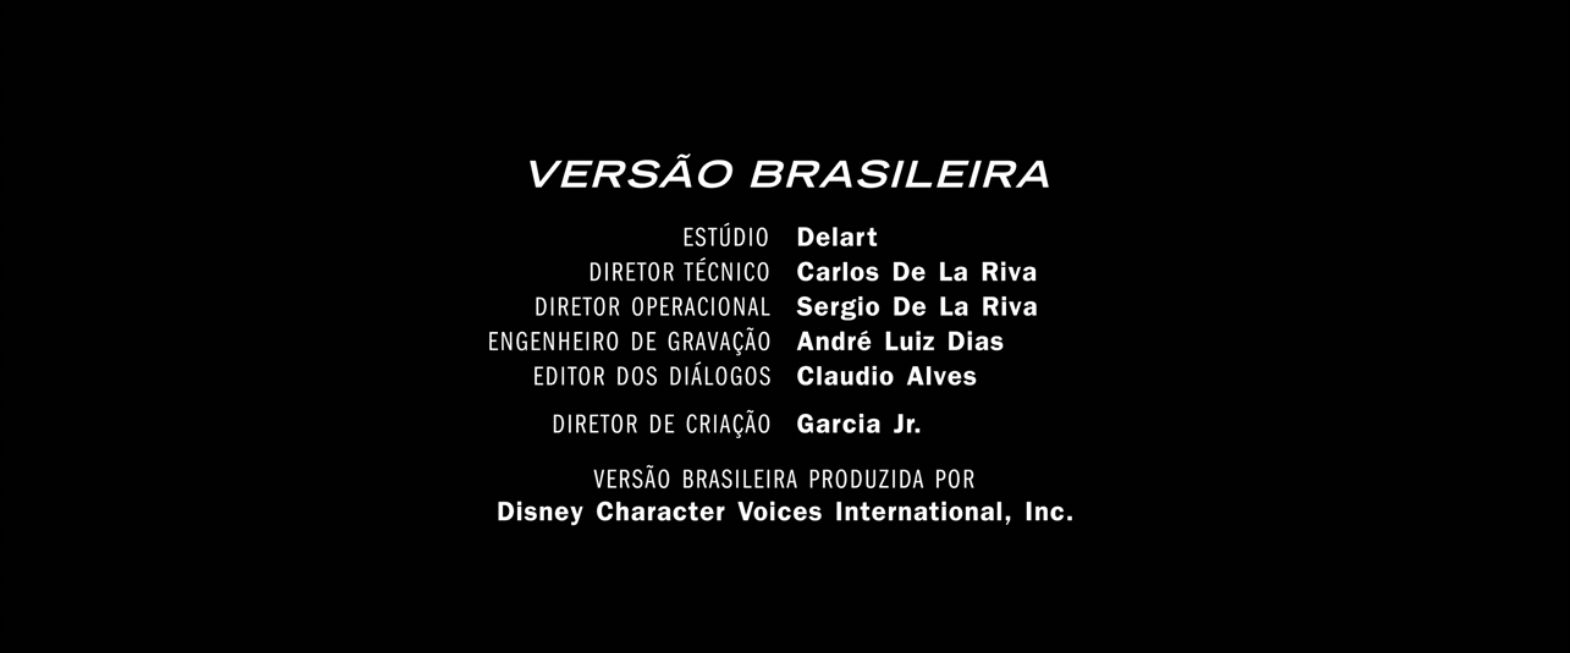 VERSÃO BRASILEIRA
ESTÚDIO Delart
DIRETOR TÉCNICO Carlos De La Riva
DIRETOR OPERACIONAL Sergio De La Riva
ENGENHEIRO DE GRAVAÇÃO André Luiz Dias
EDITOR DOS DIÁLOGOS Claudio Alves
DIRETOR DE CRIAÇÃO Garcia Jr.
VERSÃO BRASILEIRA PRODUZIDA POR
Disney Character Voices International, Inc.